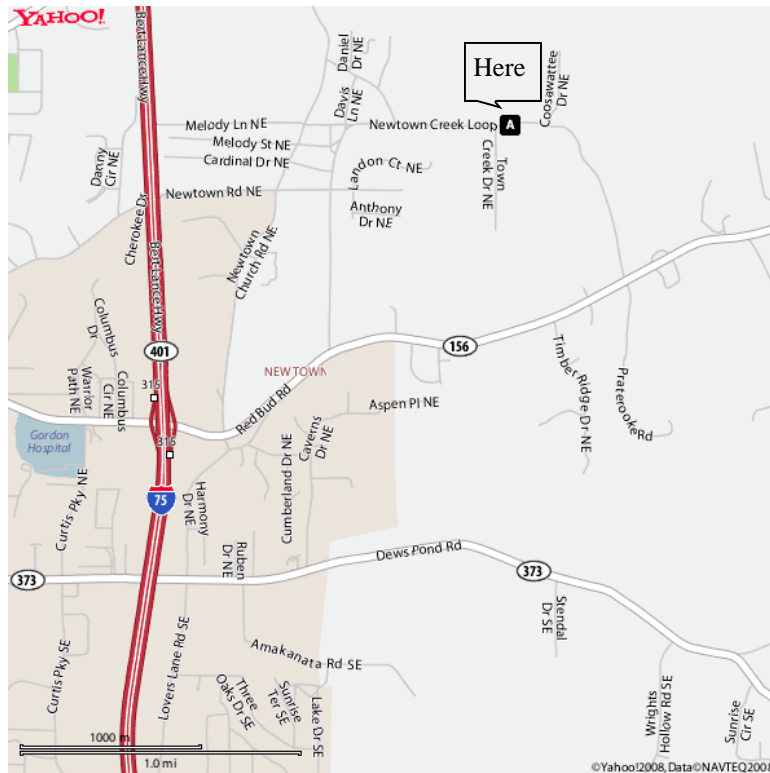 YAHOO!
Bert Lance Hwy
Daniel
Dr NE
Here
Coosawattee
Dr NE
Davis
Ln NE
Melody Ln NE
Newtown Creek Loop
A
Melody St NE
Cardinal Dr NE
Danny
Cir NE
Landon Ct NE
Town
Creek Dr NE
Newtown Rd NE
Anthony
Dr NE
Cherokee Dr
Newtown
Church Rd NE
Bert Lance Hwy
Columbus
Dr
401
156
Timber Ridge Dr NE
NEWTOWN
315
Warrior
Path NE
Columbus
Cir NE
Red Bud Rd
Aspen Pl NE
Praterooke Rd
Gordon
Hospital
315
Caverns
Dr NE
Cumberland Dr NE
Curtis Pky NE
75
Harmony
Dr NE
Ruben
Dr NE
Dews Pond Rd
373
373
Stendal
Dr SE
Curtis Pky SE
Lovers Lane Rd SE
Amakanata Rd SE
Three
Oaks Dr SE
Sunrise
Ter SE
Lake Dr SE
Wrights
Hollow Rd SE
Sunrise
Cir SE
1000 m
1.0 mi
©Yahoo!2008, Data©NAVTEQ2008